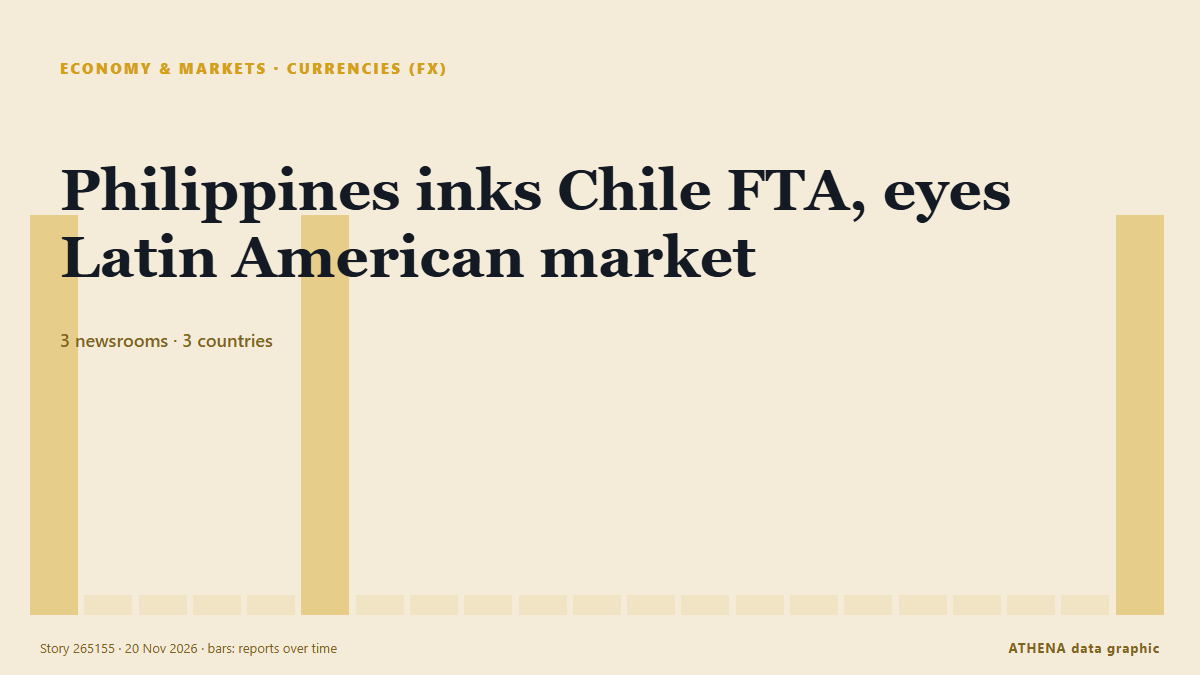 ECONOMY & MARKETS · CURRENCIES (FX)
Philippines inks Chile FTA, eyes
Latin American market
3 newsrooms · 3 countries
Story 265155 · 20 Nov 2026 · bars: reports over time
ATHENA data graphic